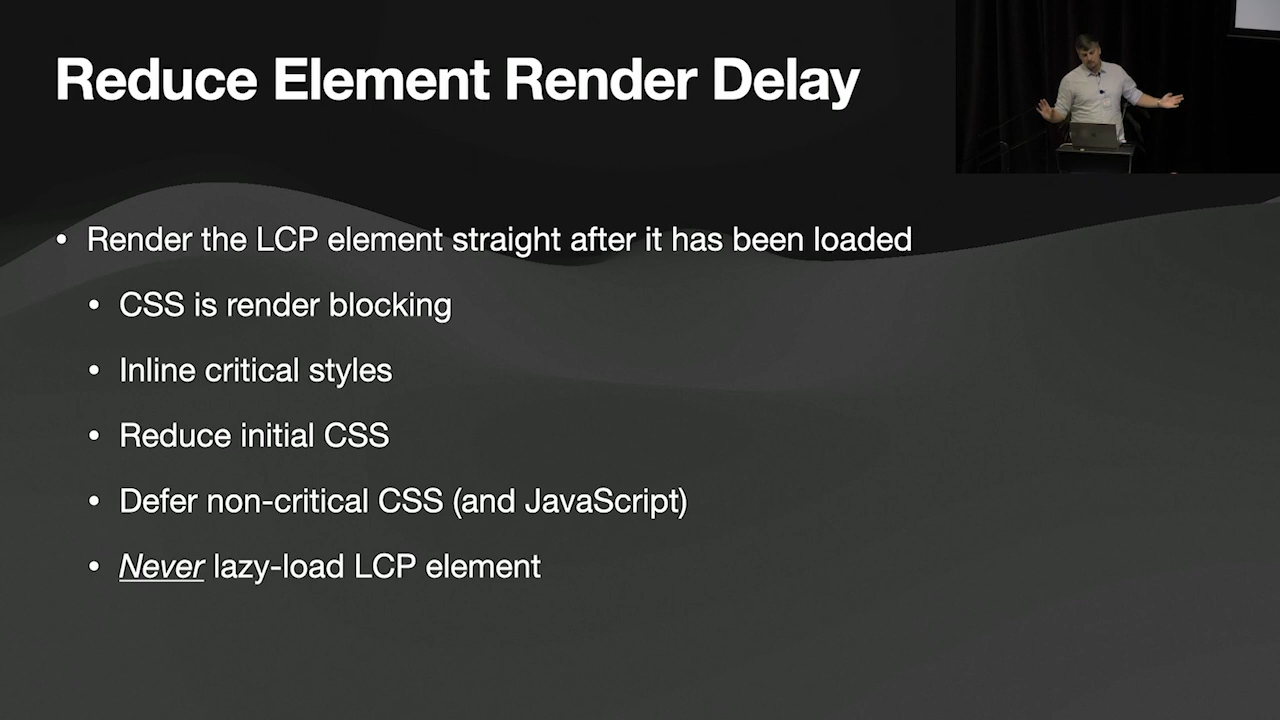 Reduce Element Render Delay
• Render the LCP element straight after it has been loaded
• CSS is render blocking
• Inline critical styles
• Reduce initial CSS
• Defer non-critical CSS (and JavaScript)
• Never lazy-load LCP element